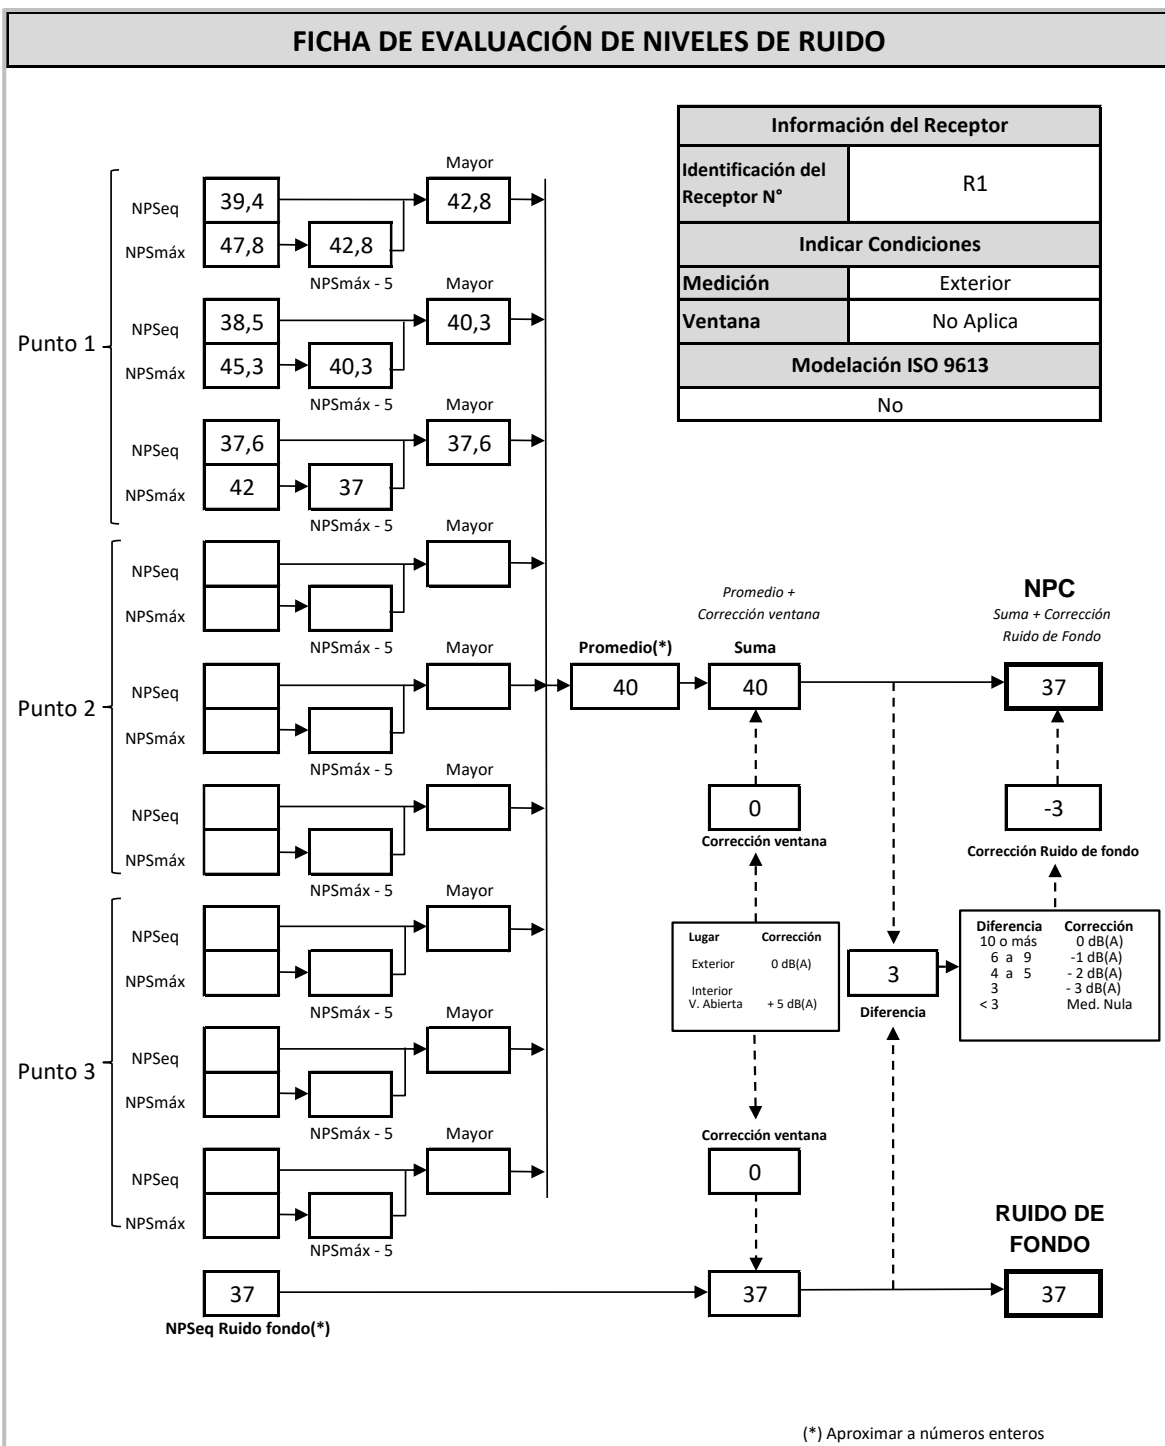 FICHA DE EVALUACIÓN DE NIVELES DE RUIDO
Información del Receptor
Identificación del Receptor N°
R1
Indicar Condiciones
Medición
Exterior
Ventana
No Aplica
Modelación ISO 9613
No
Punto 1
Mayor
NPSeq
39,4
42,8
NPSmáx
47,8
42,8
NPSmáx - 5
Mayor
NPSeq
38,5
40,3
NPSmáx
45,3
40,3
NPSmáx - 5
Mayor
NPSeq
37,6
37,6
NPSmáx
42
37
NPSmáx - 5
Punto 2
Mayor
NPSeq
NPSmáx
NPSmáx - 5
Mayor
NPSeq
NPSmáx
NPSmáx - 5
Mayor
NPSeq
NPSmáx
NPSmáx - 5
Punto 3
Mayor
NPSeq
NPSmáx
NPSmáx - 5
Mayor
NPSeq
NPSmáx
NPSmáx - 5
Mayor
NPSeq
NPSmáx
NPSmáx - 5
37
NPSeq Ruido fondo(*)
Promedio(*)
40
Promedio +
Corrección ventana
Suma
40
0
Corrección ventana
Lugar Corrección
Exterior 0 dB(A)
Interior
V. Abierta + 5 dB(A)
Corrección ventana
0
37
3
Diferencia
NPC
Suma + Corrección
Ruido de Fondo
37
-3
Corrección Ruido de fondo
Diferencia Corrección
10 o más 0 dB(A)
6 a 9 -1 dB(A)
4 a 5 - 2 dB(A)
3 - 3 dB(A)
< 3 Med. Nula
RUIDO DE
FONDO
37
(*) Aproximar a números enteros